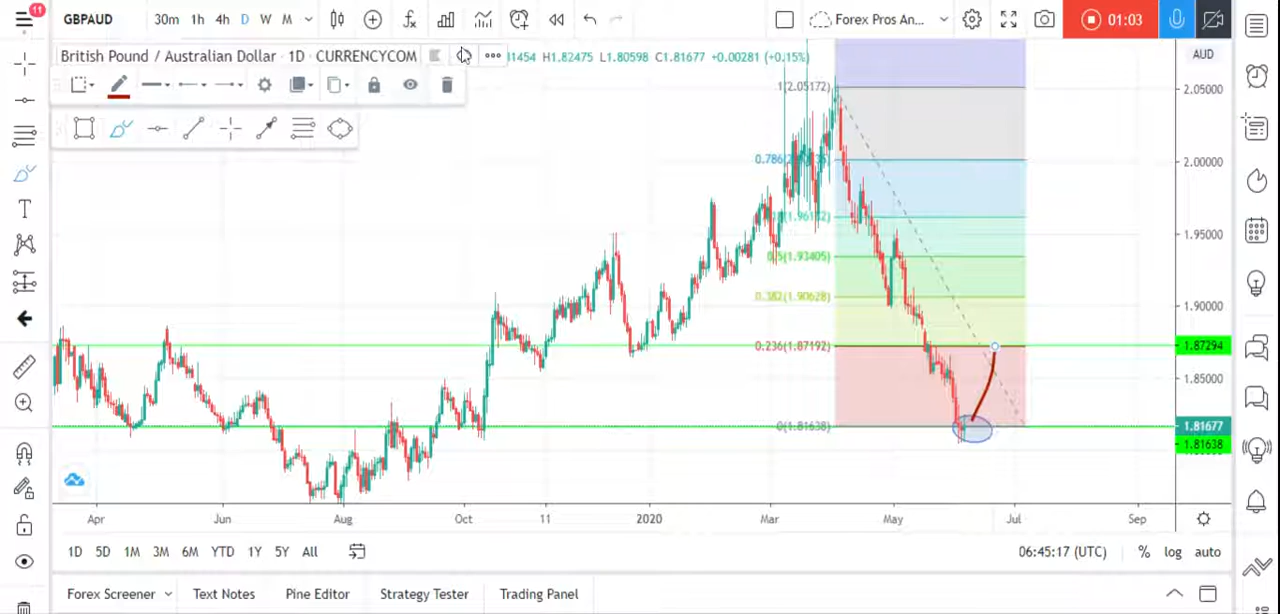 11
GBPAUD 30m 1h 4h D W M Forex Pros An... 01:03
British Pound / Australian Dollar · 1D · CURRENCYCOM 1454 H1.82475 L1.80598 C1.81677 +0.00281 (+0.15%)
AUD
1(2.05172)
2.05000
2.00000
1.95000
0.5(1.93405)
0.382(1.90628)
1.90000
0.236(1.87192)
1.87294
1.85000
0(1.81638)
1.81677
1.81638
Apr Jun Aug Oct 11 2020 Mar May Jul Sep
1D 5D 1M 3M 6M YTD 1Y 5Y All 06:45:17 (UTC) % log auto
Forex Screener Text Notes Pine Editor Strategy Tester Trading Panel